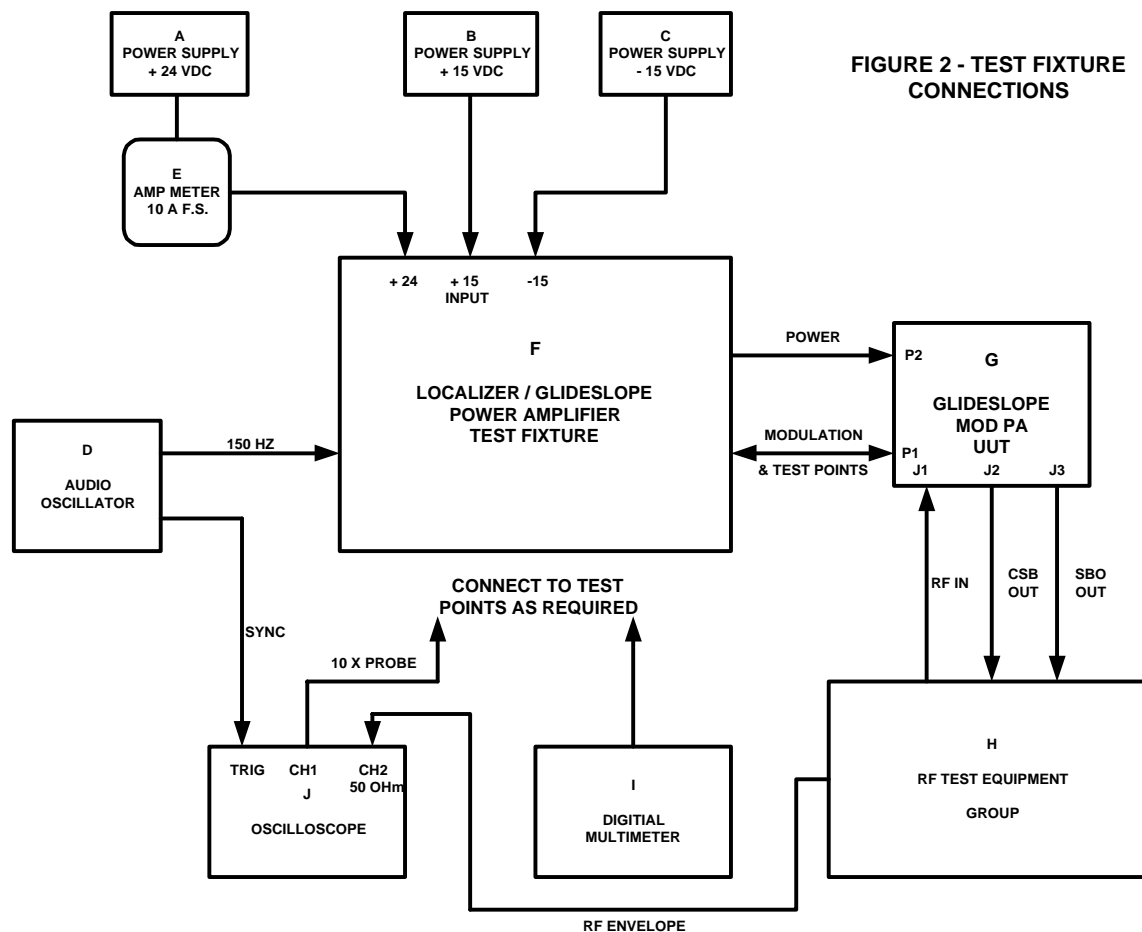 A
POWER SUPPLY
+ 24 VDC
B
POWER SUPPLY
+ 15 VDC
C
POWER SUPPLY
- 15 VDC
FIGURE 2 - TEST FIXTURE
CONNECTIONS
E
AMP METER
10 A F.S.
+ 24
+ 15
INPUT
-15
F
LOCALIZER / GLIDESLOPE
POWER AMPLIFIER
TEST FIXTURE
POWER
MODULATION
& TEST POINTS
P2
G
GLIDESLOPE
MOD PA
UUT
P1
J1
J2
J3
D
AUDIO
OSCILLATOR
150 HZ
SYNC
CONNECT TO TEST
POINTS AS REQUIRED
10 X PROBE
RF IN
CSB
OUT
SBO
OUT
TRIG
CH1
CH2
50 OHm
J
OSCILLOSCOPE
I
DIGITIAL
MULTIMETER
H
RF TEST EQUIPMENT
GROUP
RF ENVELOPE